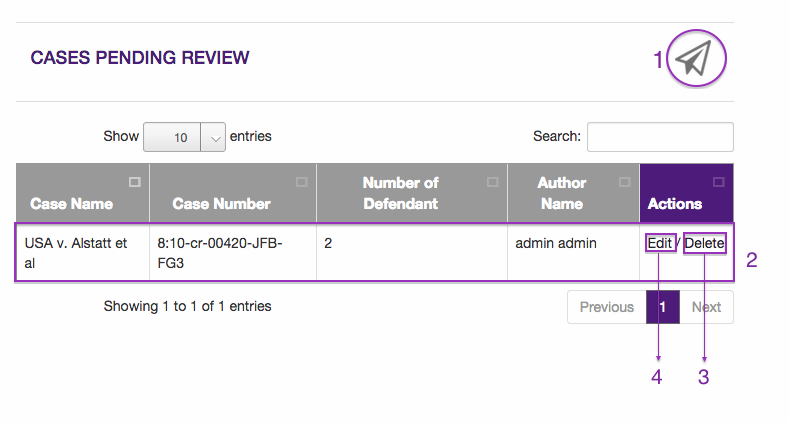 CASES PENDING REVIEW
1
Show 10 entries
Search:
Number of Author
Case Name Case Number Defendant Name Actions
USA v. Alstatt et 8:10-cr-00420-JFB- 2 admin admin Edit / Delete
al FG3
2
Showing 1 to 1 of 1 entries
Previous 1 Next
4 3